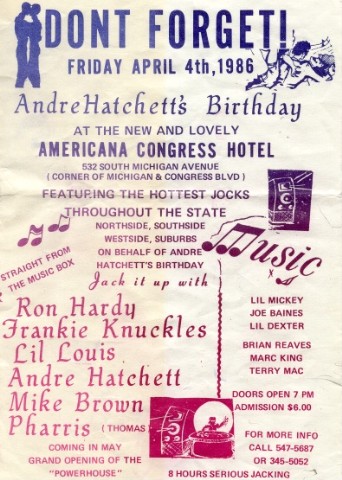 DONT FORGET!
FRIDAY APRIL 4th, 1986
Andre Hatchett's Birthday
AT THE NEW AND LOVELY
AMERICANA CONGRESS HOTEL
532 SOUTH MICHIGAN AVENUE
( CORNER OF MICHIGAN & CONGRESS BLVD )
FEATURING THE HOTTEST JOCKS
THROUGHOUT THE STATE
NORTHSIDE, SOUTHSIDE
WESTSIDE, SUBURBS
ON BEHALF OF ANDRE
HATCHETT'S BIRTHDAY
Music
STRAIGHT FROM
THE MUSIC BOX
Jack it up with
Ron Hardy
Frankie Knuckles
Lil Louis
Andre Hatchett
Mike Brown
Pharris (THOMAS
LIL MICKEY
JOE BAINES
LIL DEXTER
BRIAN REAVES
MARC KING
TERRY MAC
DOORS OPEN 7 PM
ADMISSION $6.00
COMING IN MAY
GRAND OPENING OF THE
"POWERHOUSE"
FOR MORE INFO
CALL 547-5687
OR 345-5052
8 HOURS SERIOUS JACKING